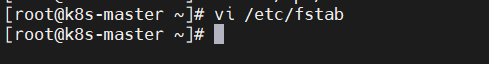 [root@k8s-master ~]# vi /etc/fstab
[root@k8s-master ~]#